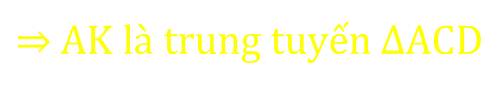 ⇒ AK là trung tuyến ΔACD